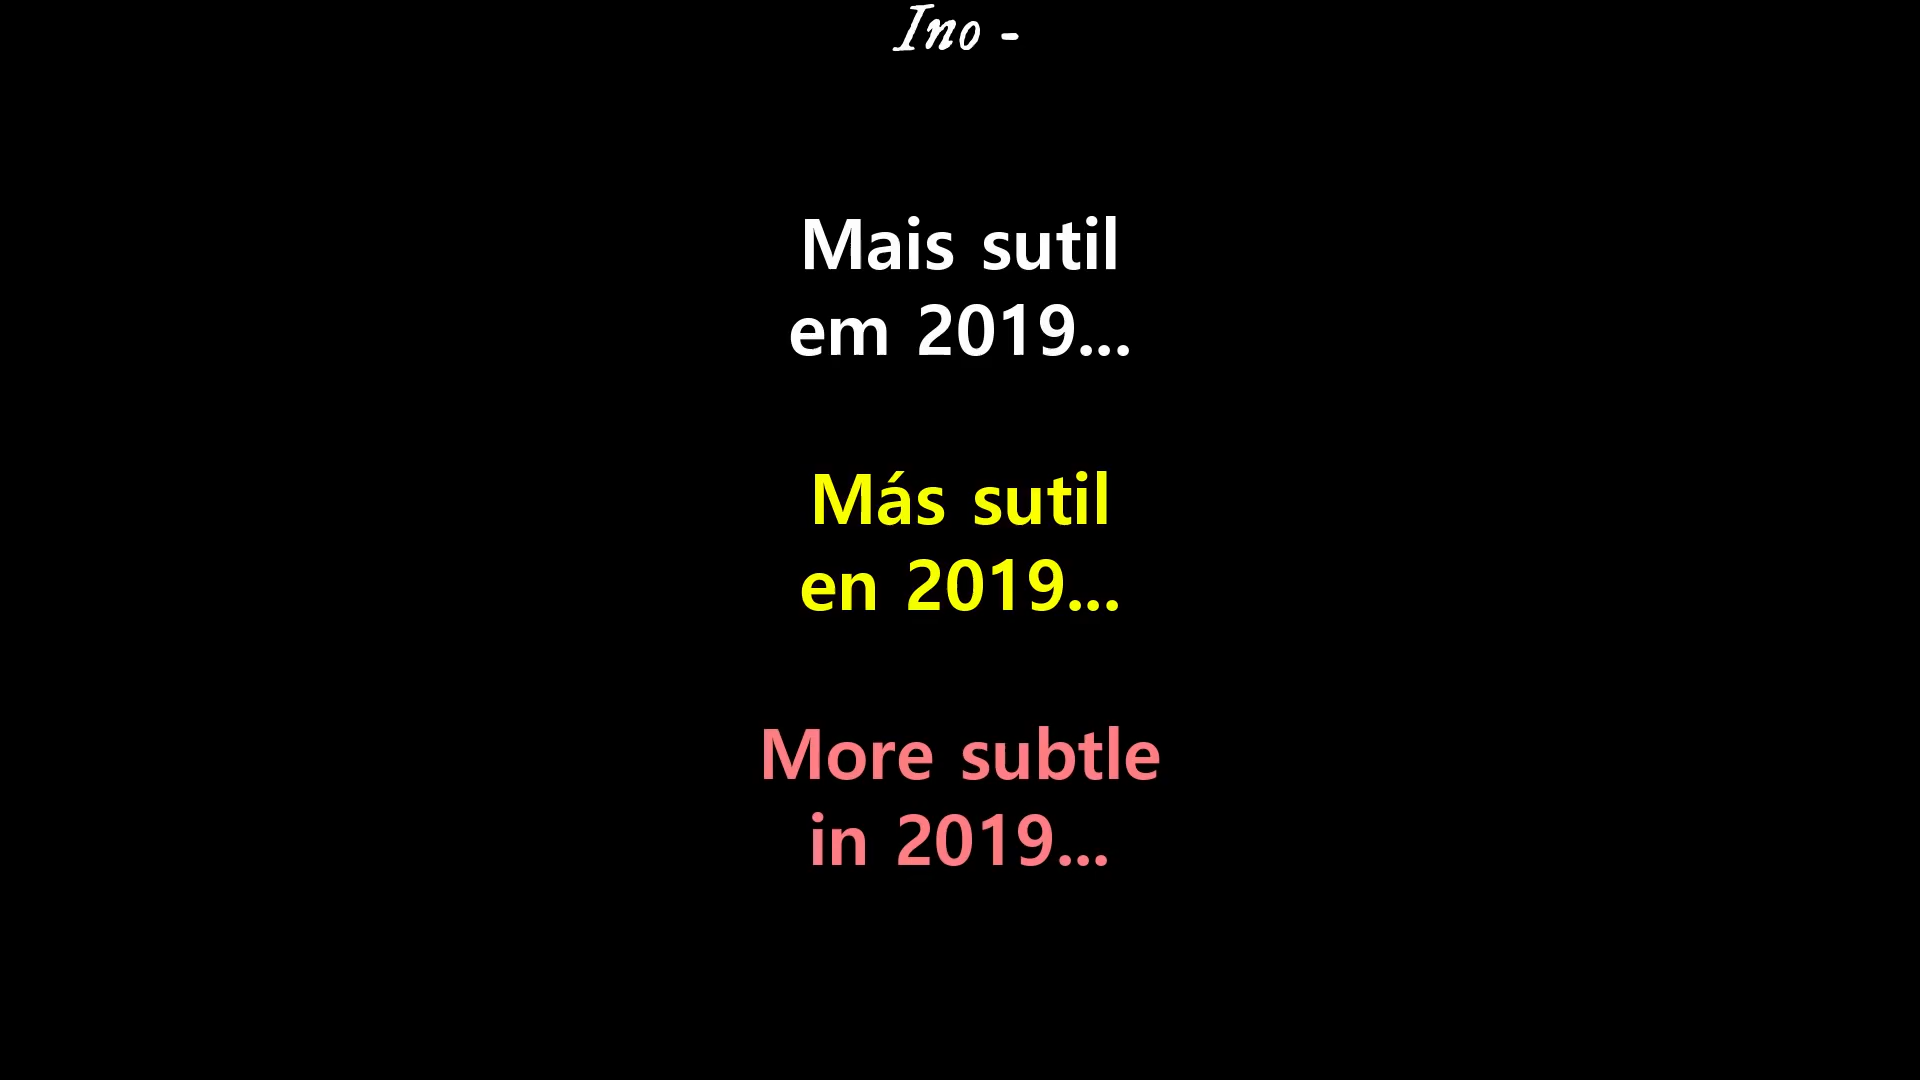 Ino -
Mais sutil
em 2019...
Más sutil
en 2019...
More subtle
in 2019...